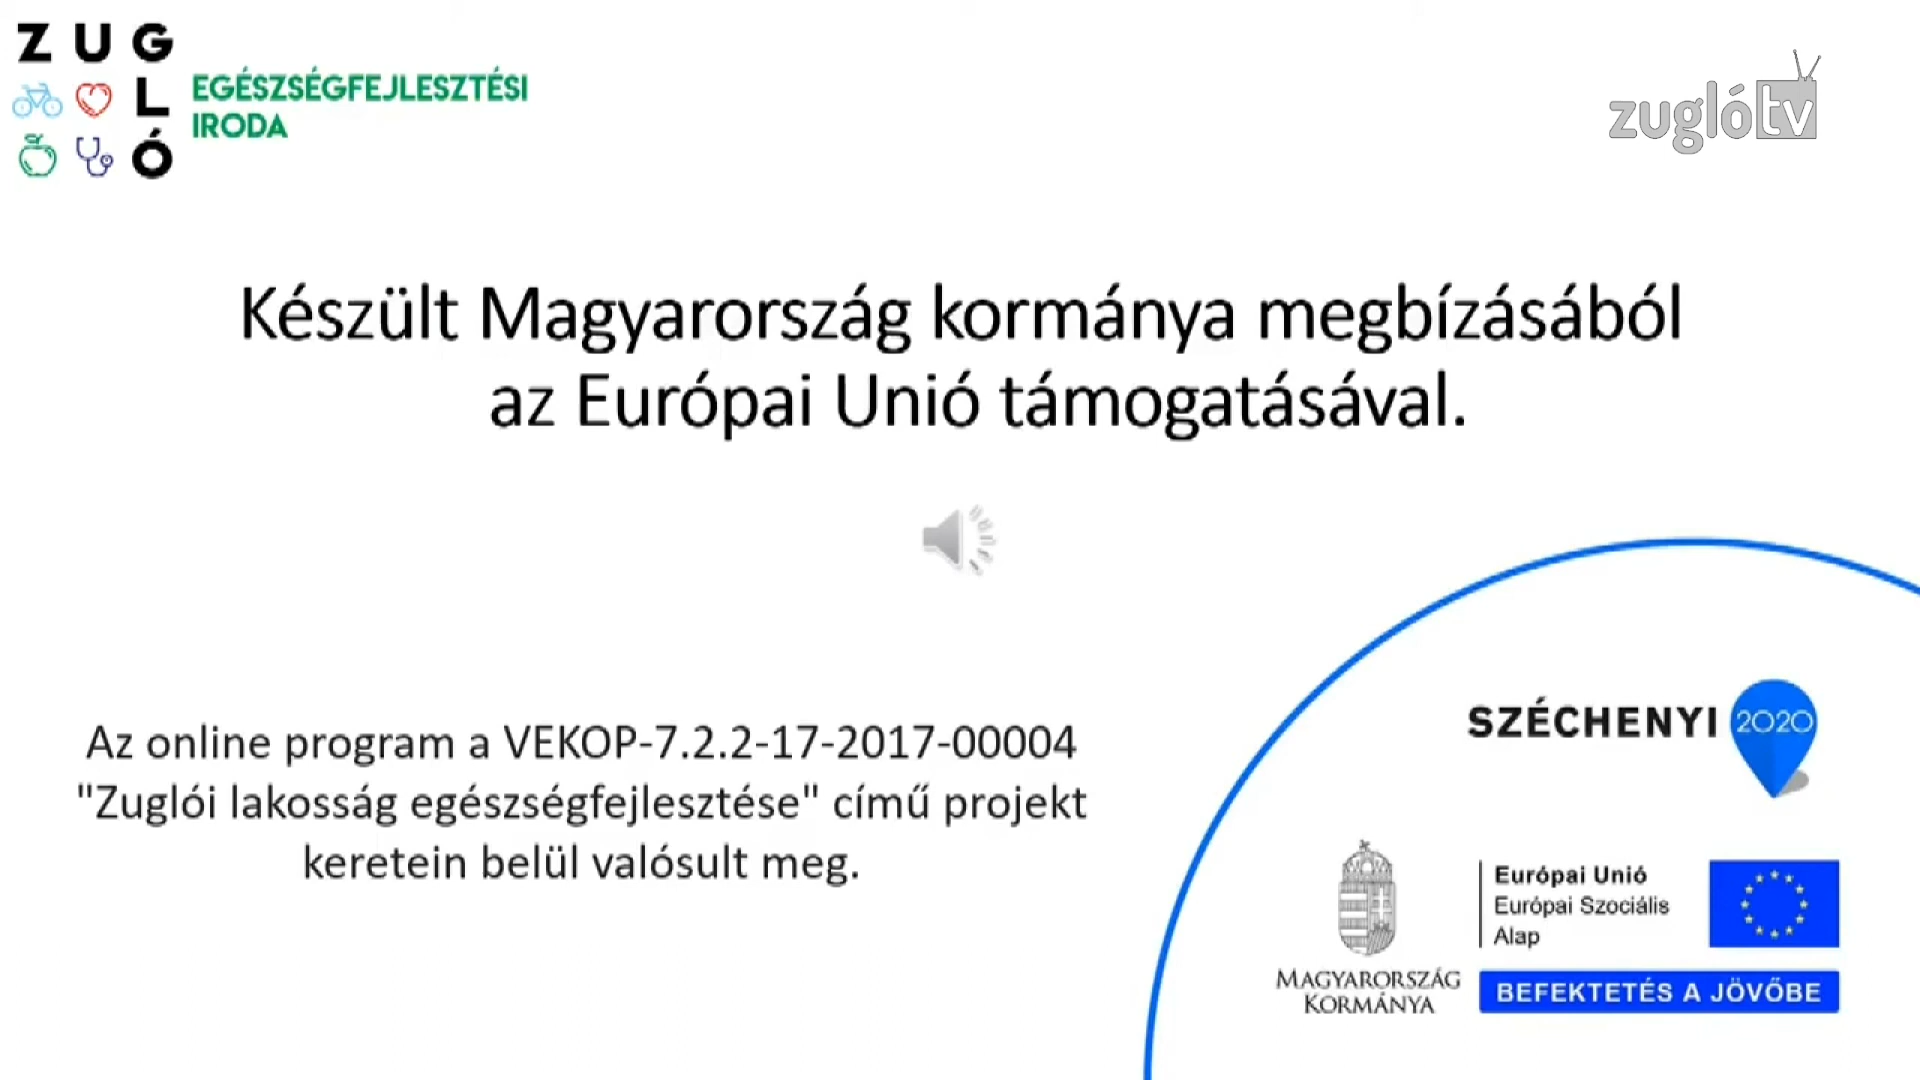 ZUGLÓ
EGÉSZSÉGFEJLESZTÉSI
IRODA
zuglótv
Készült Magyarország kormánya megbízásából
az Európai Unió támogatásával.
Az online program a VEKOP-7.2.2-17-2017-00004
"Zuglói lakosság egészségfejlesztése" című projekt
keretein belül valósult meg.
SZÉCHENYI 2020
Európai Unió
Európai Szociális
Alap
MAGYARORSZÁG
KORMÁNYA
BEFEKTETÉS A JÖVŐBE